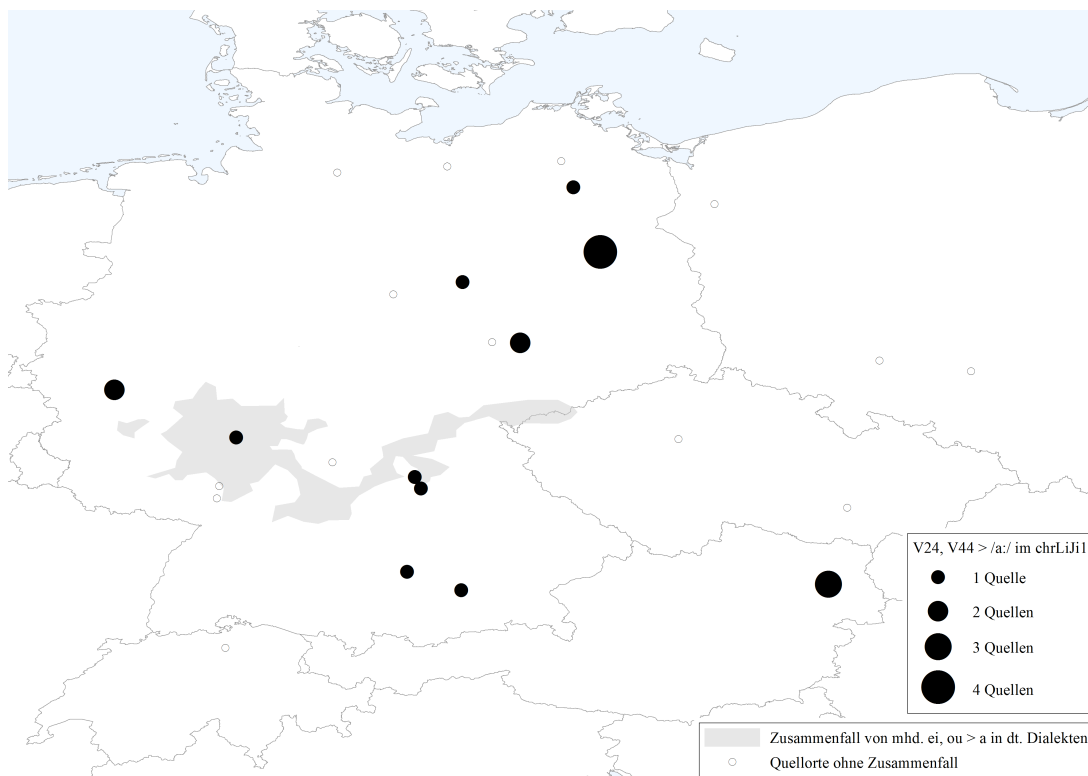 V24, V44 > /a:/ im chrLiJi1
1 Quelle
2 Quellen
3 Quellen
4 Quellen
Zusammenfall von mhd. ei, ou > a in dt. Dialekten
Quellorte ohne Zusammenfall